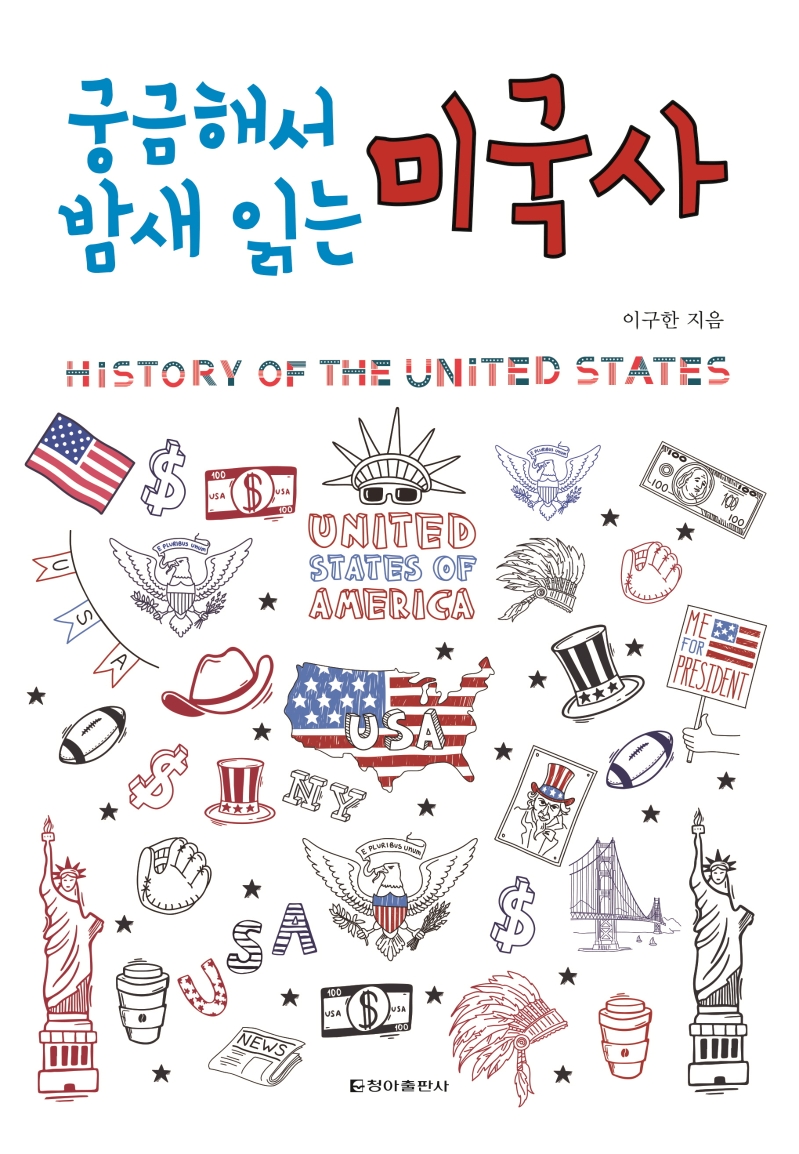 궁금해서
밤새 읽는
미국사
이구한 지음
HiSTORY OF THE UNiTED STATES
100
USA
USA
100
E PLURIBUS UNUM
100
100
100
100
UNITED
STATES OF
AMERICA
E PLURIBUS UNUM
U
S
A
ME
FOR
PRESIDENT
USA
NY
E PLURIBUS UNUM
USA
100
USA
USA
100
NEWS
청아출판사